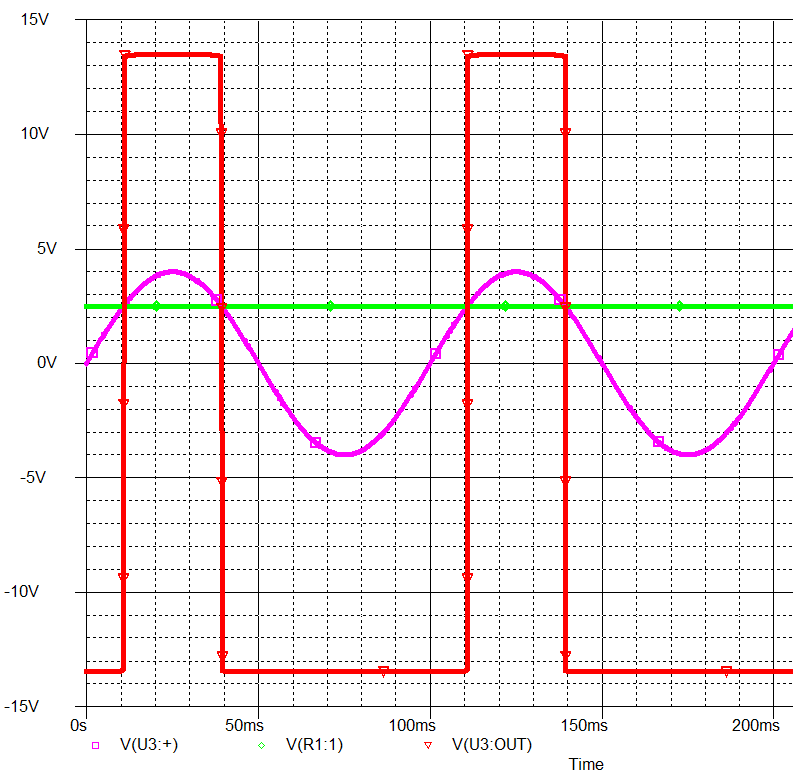 15V
10V
5V
0V
-5V
-10V
-15V
0s 50ms 100ms 150ms 200ms
V(U3:+) V(R1:1) V(U3:OUT)
Time